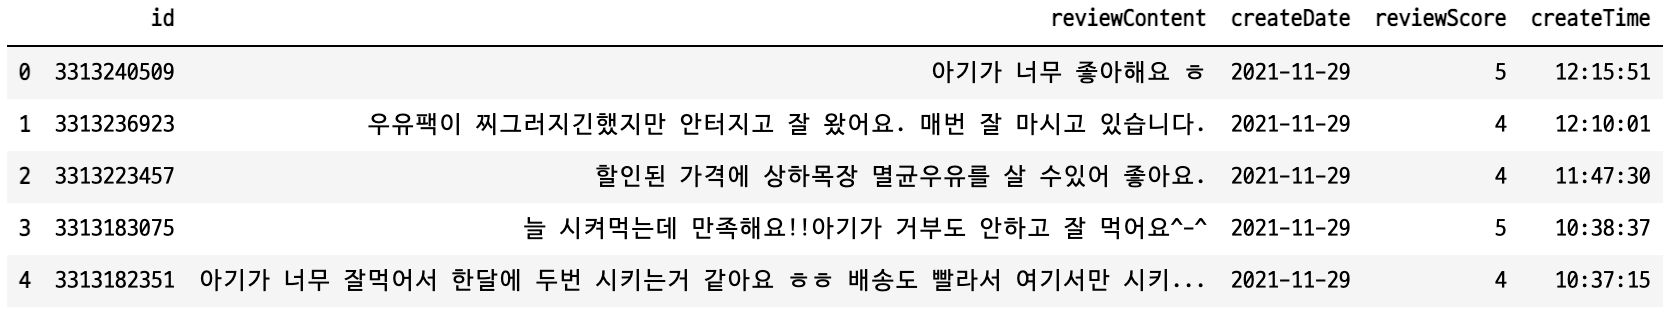 id reviewContent createDate reviewScore createTime
0 3313240509 아기가 너무 좋아해요 ㅎ 2021-11-29 5 12:15:51
1 3313236923 우유팩이 찌그러지긴했지만 안터지고 잘 왔어요. 매번 잘 마시고 있습니다. 2021-11-29 4 12:10:01
2 3313223457 할인된 가격에 상하목장 멸균우유를 살 수있어 좋아요. 2021-11-29 4 11:47:30
3 3313183075 늘 시켜먹는데 만족해요!!아기가 거부도 안하고 잘 먹어요^-^ 2021-11-29 5 10:38:37
4 3313182351 아기가 너무 잘먹어서 한달에 두번 시키는거 같아요 ㅎㅎ 배송도 빨라서 여기서만 시키... 2021-11-29 4 10:37:15